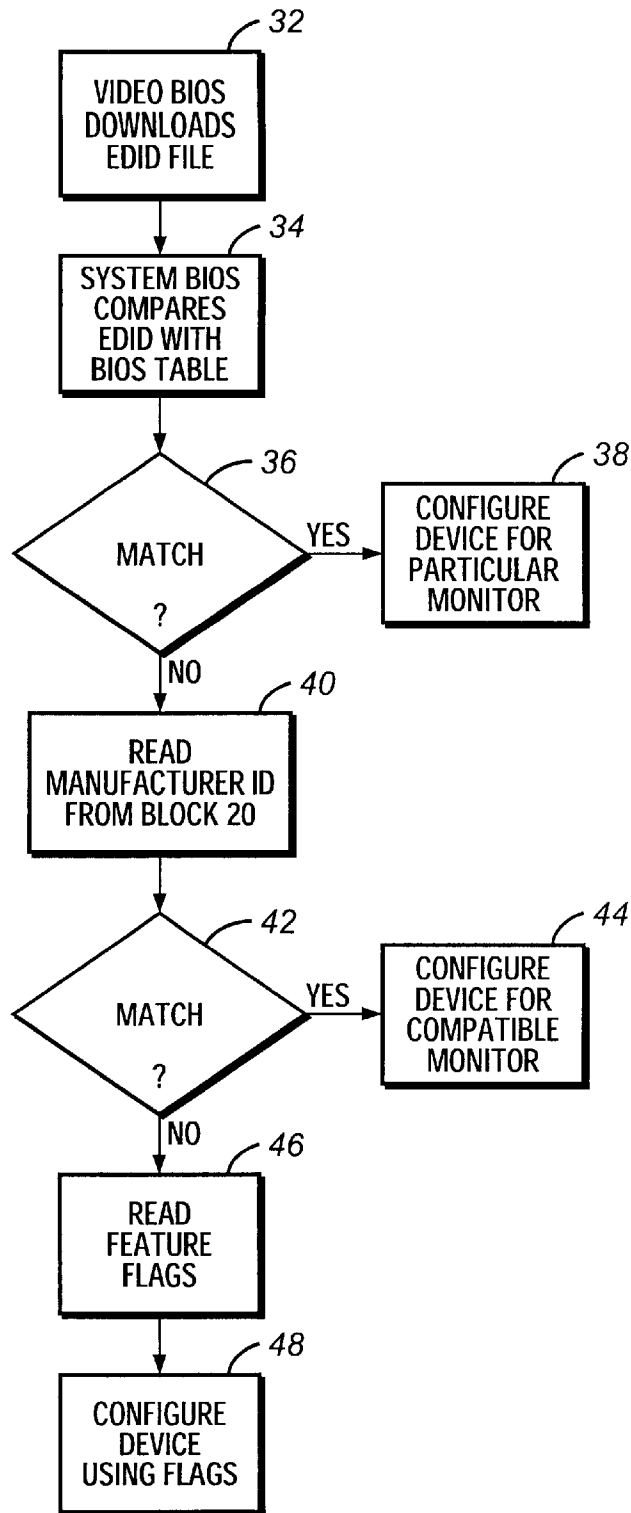 32
VIDEO BIOS
DOWNLOADS
EDID FILE
34
SYSTEM BIOS
COMPARES
EDID WITH
BIOS TABLE
36
MATCH
?
YES
38
CONFIGURE
DEVICE FOR
PARTICULAR
MONITOR
NO
40
READ
MANUFACTURER ID
FROM BLOCK 20
42
MATCH
?
YES
44
CONFIGURE
DEVICE FOR
COMPATIBLE
MONITOR
NO
46
READ
FEATURE
FLAGS
48
CONFIGURE
DEVICE
USING FLAGS